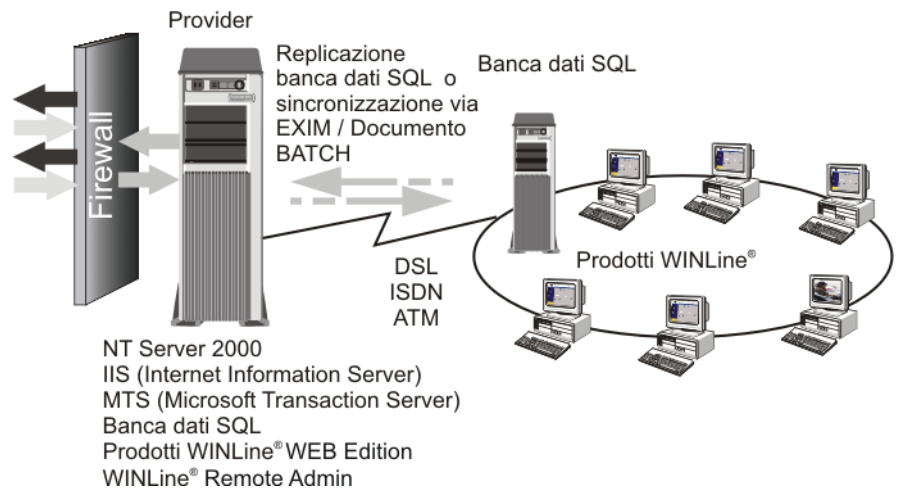 Provider
Replicazione
banca dati SQL o
sincronizzazione via
EXIM / Documento
BATCH
Banca dati SQL
Firewall
Prodotti WINLine®
DSL
ISDN
ATM
NT Server 2000
IIS (Internet Information Server)
MTS (Microsoft Transaction Server)
Banca dati SQL
Prodotti WINLine® WEB Edition
WINLine® Remote Admin